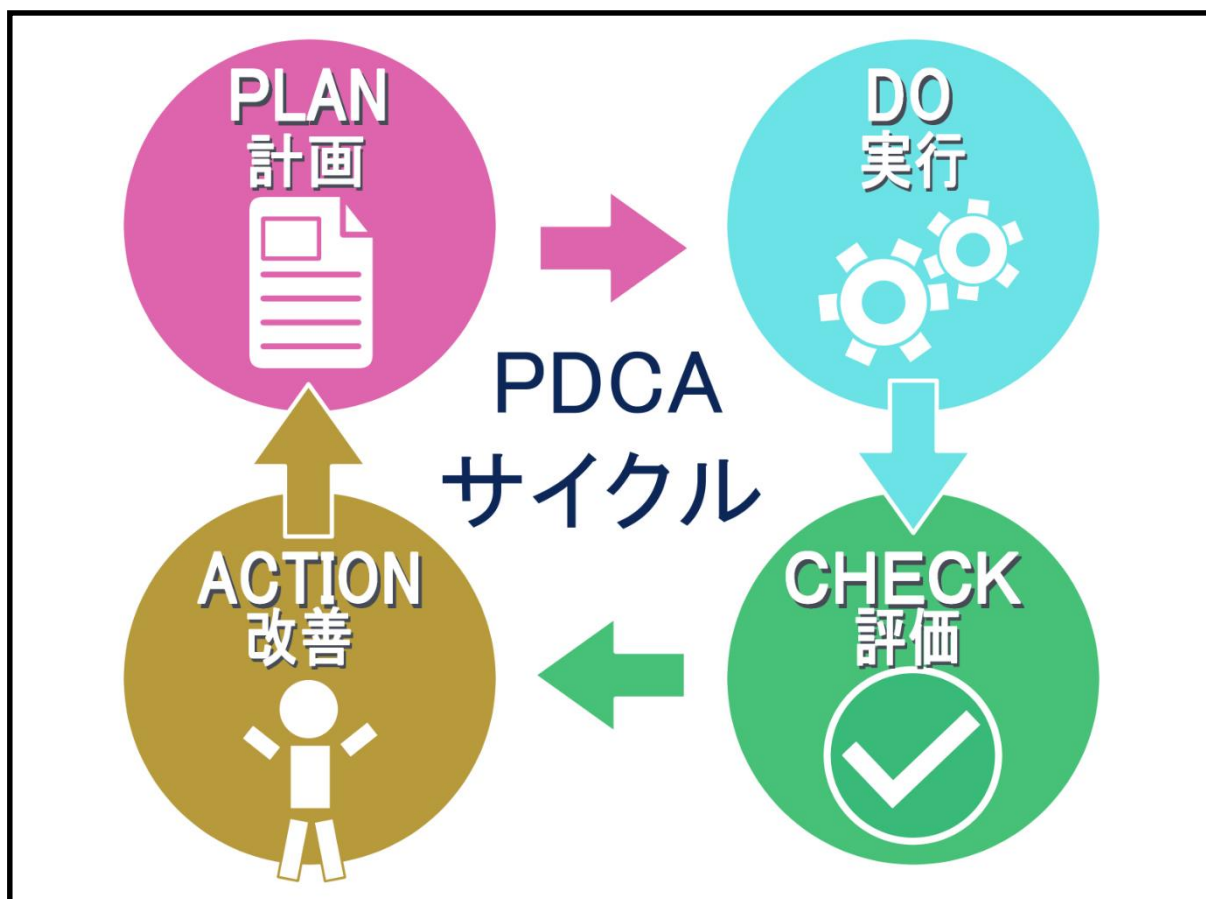 PLAN
計画
DO
実行
PDCA
サイクル
ACTION
改善
CHECK
評価